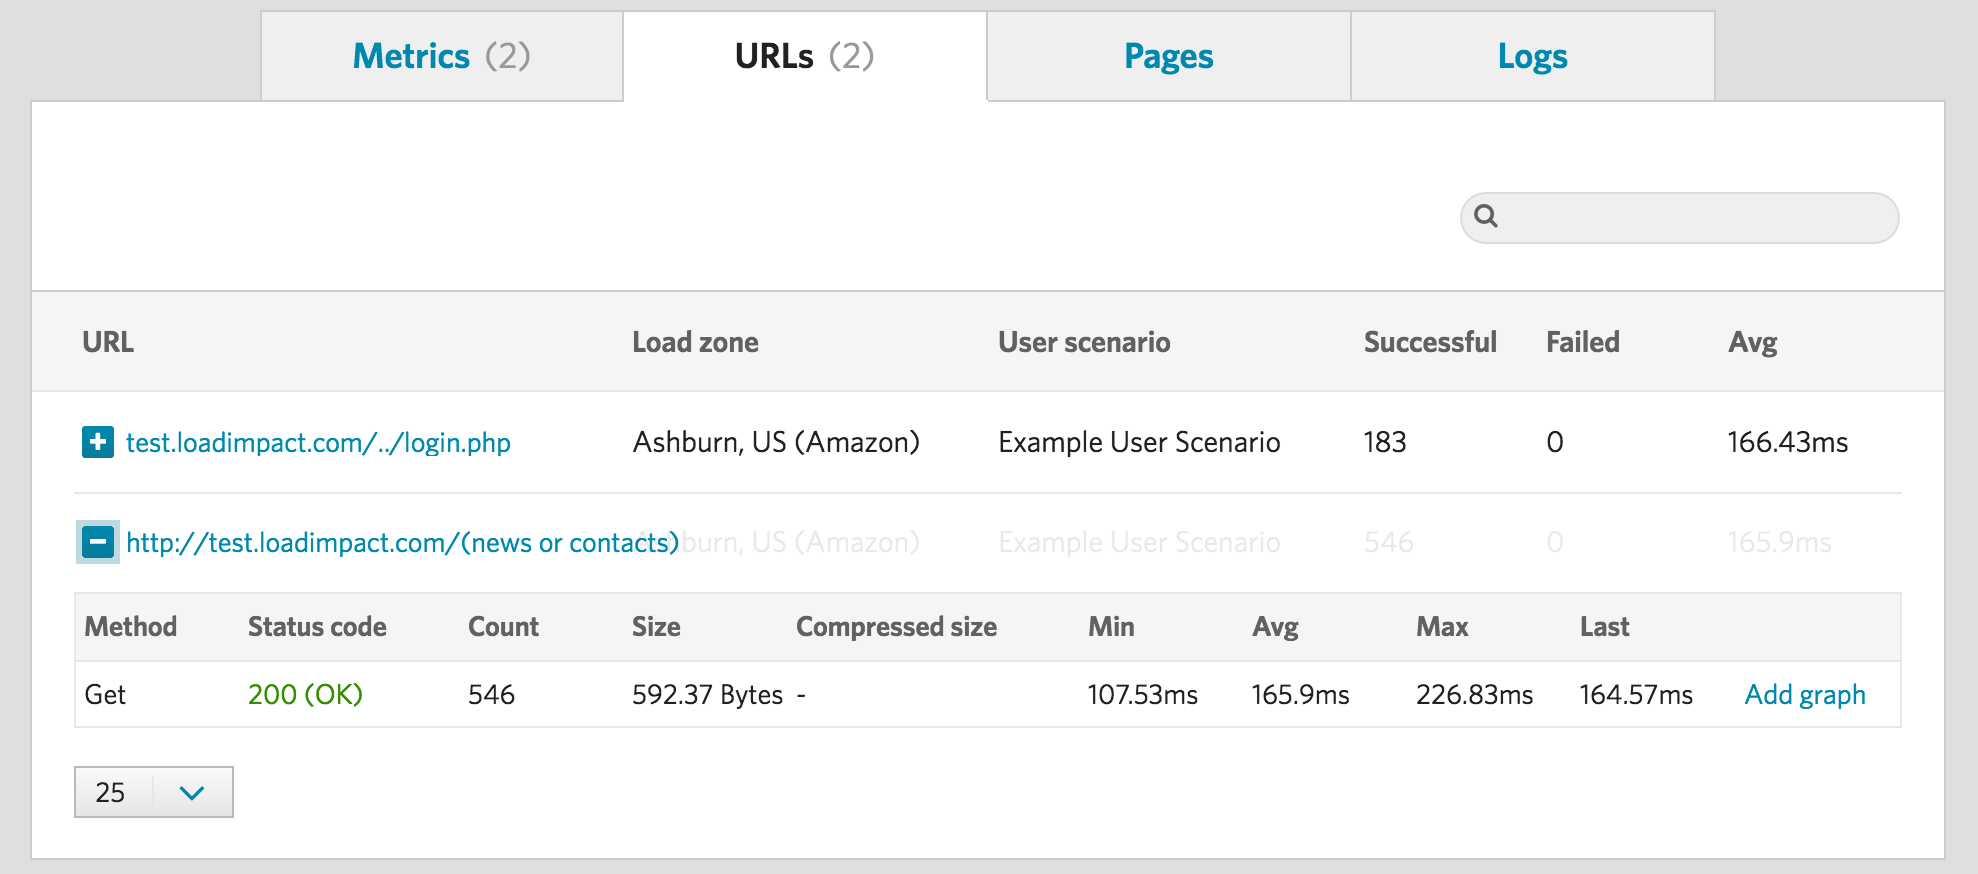 Metrics (2) URLs (2) Pages Logs
URL Load zone User scenario Successful Failed Avg
test.loadimpact.com/../login.php Ashburn, US (Amazon) Example User Scenario 183 0 166.43ms
http://test.loadimpact.com/(news or contacts) Ashburn, US (Amazon) Example User Scenario 546 0 165.9ms
Method Status code Count Size Compressed size Min Avg Max Last
Get 200 (OK) 546 592.37 Bytes - 107.53ms 165.9ms 226.83ms 164.57ms Add graph
25